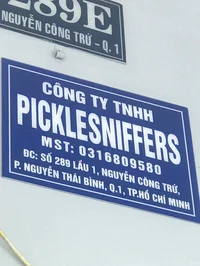 289E
NGUYỄN CÔNG TRỨ - Q.1
CÔNG TY TNHH
PICKLESNIFFERS
MST: 0316809580
ĐC: SỐ 289 LẦU 1, NGUYỄN CÔNG TRỨ,
P. NGUYỄN THÁI BÌNH, Q.1, TP.HỒ CHÍ MINH